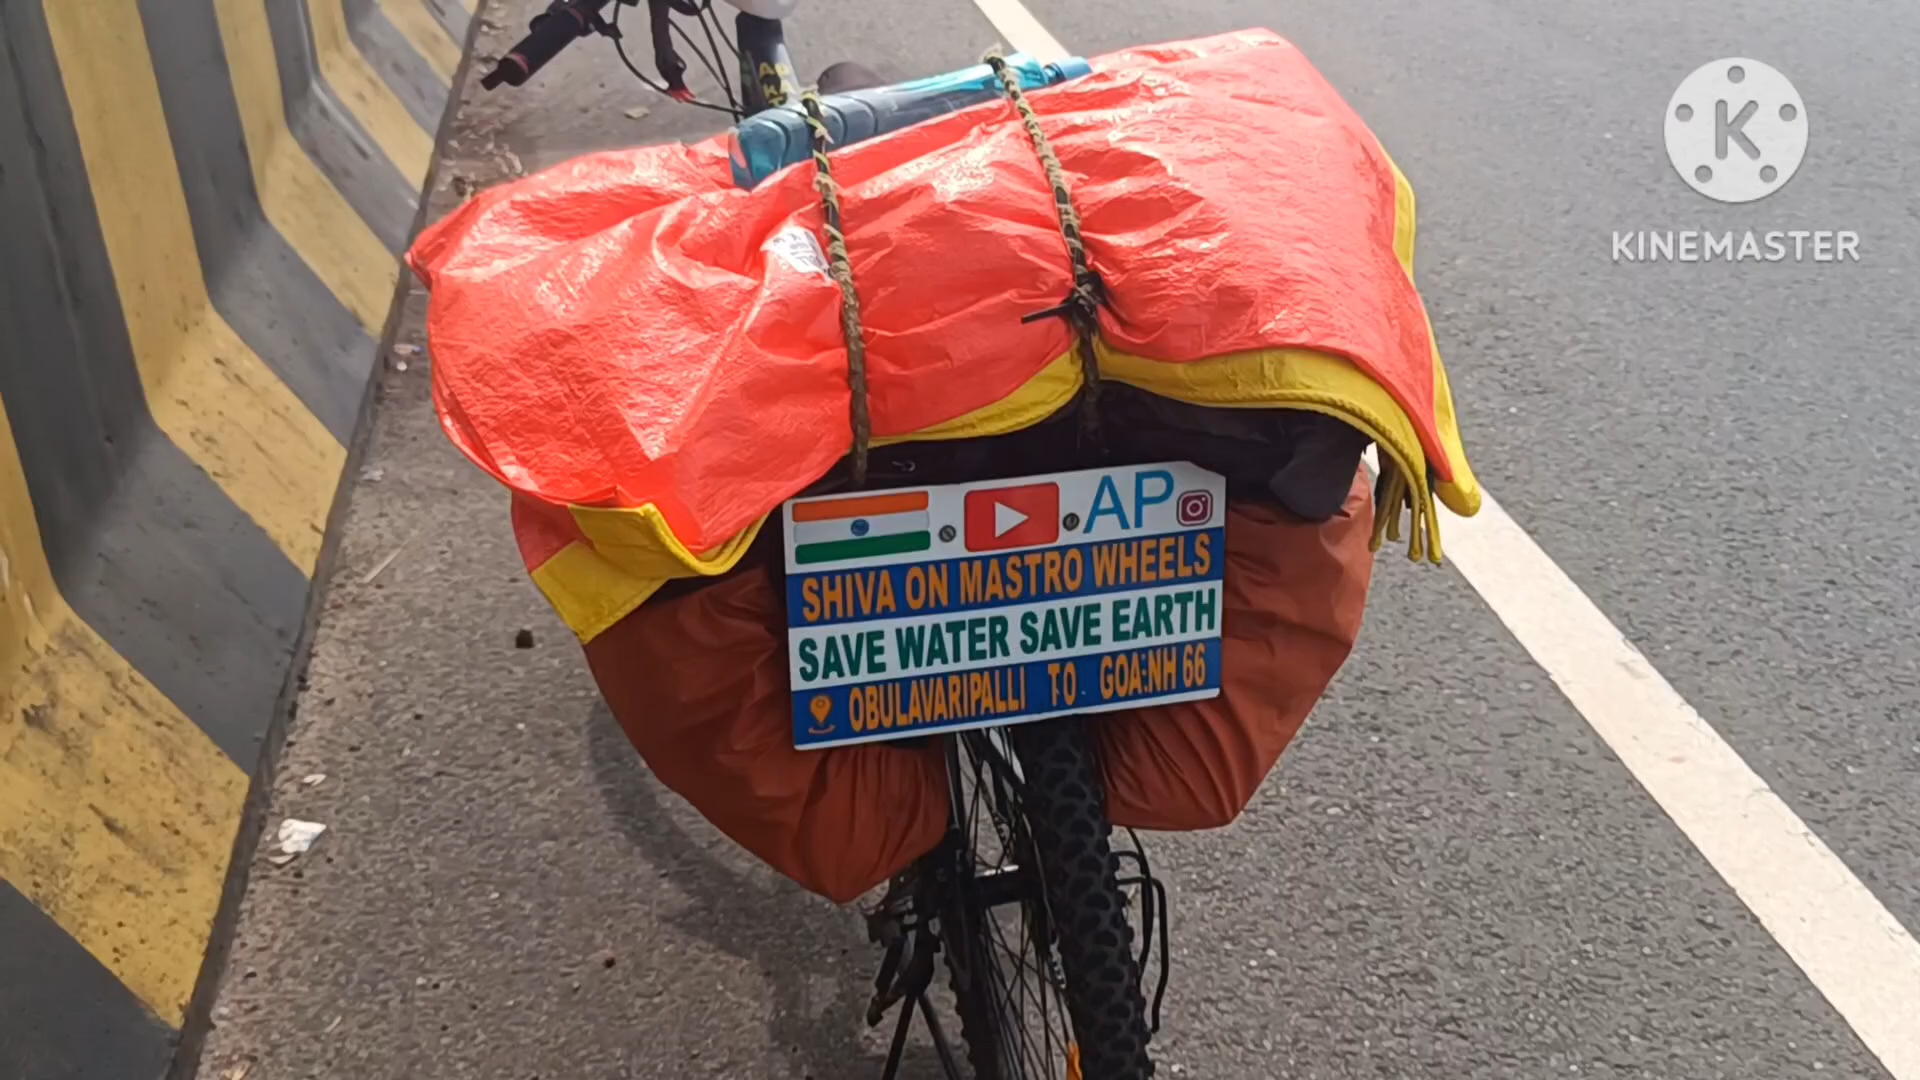 K
KINEMASTER
AP
SHIVA ON MASTRO WHEELS
SAVE WATER SAVE EARTH
OBULAVARIPALLI TO GOA:NH 66